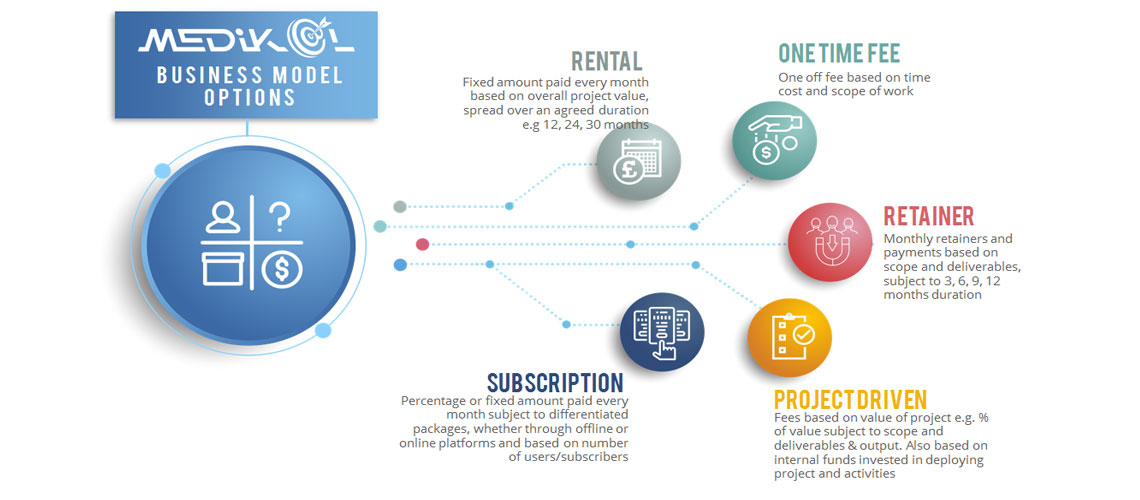 MEDiKOL
BUSINESS MODEL
OPTIONS
RENTAL
Fixed amount paid every month
based on overall project value,
spread over an agreed duration
e.g 12, 24, 30 months
ONE TIME FEE
One off fee based on time
cost and scope of work
RETAINER
Monthly retainers and
payments based on
scope and deliverables,
subject to 3, 6, 9, 12
months duration
SUBSCRIPTION
Percentage or fixed amount paid every
month subject to differentiated
packages, whether through offline or
online platforms and based on number
of users/subscribers
PROJECT DRIVEN
Fees based on value of project e.g. %
of value subject to scope and
deliverables & output. Also based on
internal funds invested in deploying
project and activities